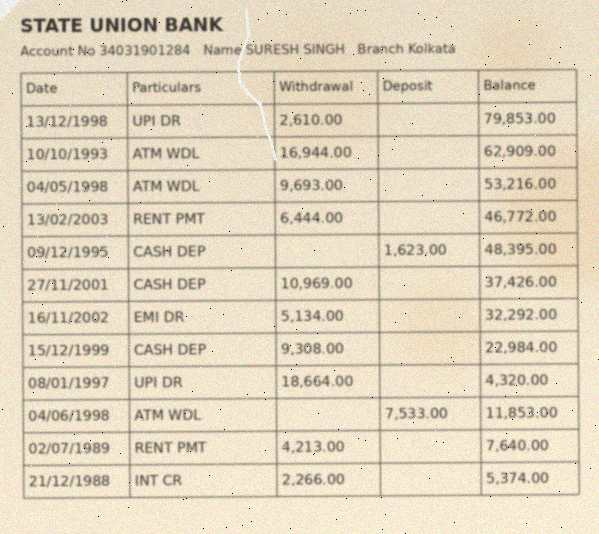 STATE UNION BANK
Account No 34031901284 Name SURESH SINGH Branch Kolkata
Date Particulars Withdrawal Deposit Balance
13/12/1998 UPI DR 2,610.00 79,853.00
10/10/1993 ATM WDL 16,944.00 62,909.00
04/05/1998 ATM WDL 9,693.00 53,216.00
13/02/2003 RENT PMT 6,444.00 46,772.00
09/12/1995 CASH DEP 1,623.00 48,395.00
27/11/2001 CASH DEP 10,969.00 37,426.00
16/11/2002 EMI DR 5,134.00 32,292.00
15/12/1999 CASH DEP 9,308.00 22,984.00
08/01/1997 UPI DR 18,664.00 4,320.00
04/06/1998 ATM WDL 7,533.00 11,853.00
02/07/1989 RENT PMT 4,213.00 7,640.00
21/12/1988 INT CR 2,266.00 5,374.00